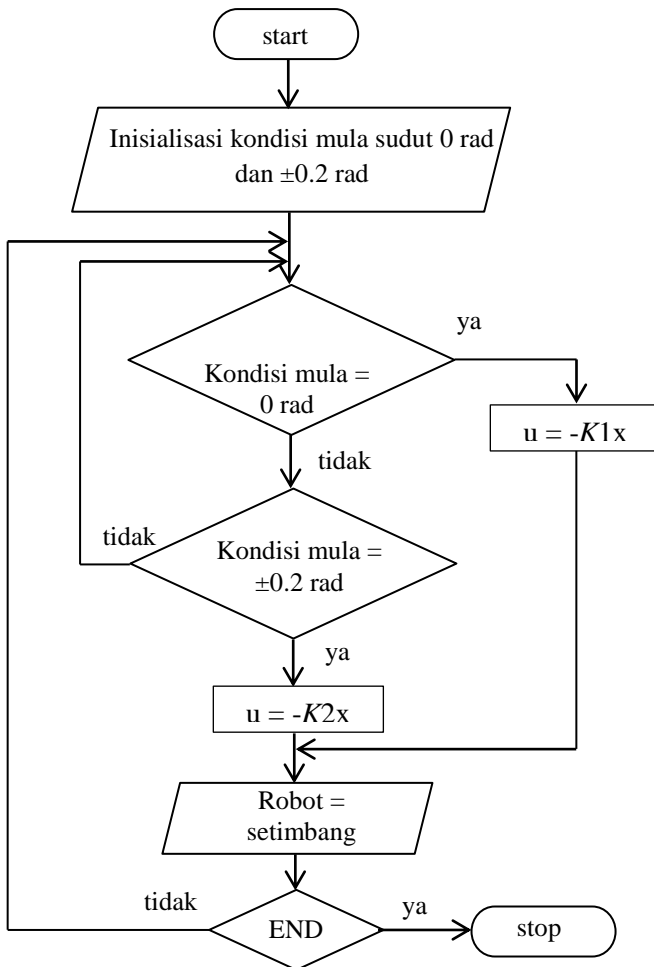 start
Inisialisasi kondisi mula sudut 0 rad
dan ±0.2 rad
ya
Kondisi mula =
0 rad
u = -K1x
tidak
tidak
Kondisi mula =
±0.2 rad
ya
u = -K2x
Robot =
setimbang
tidak
END
ya
stop